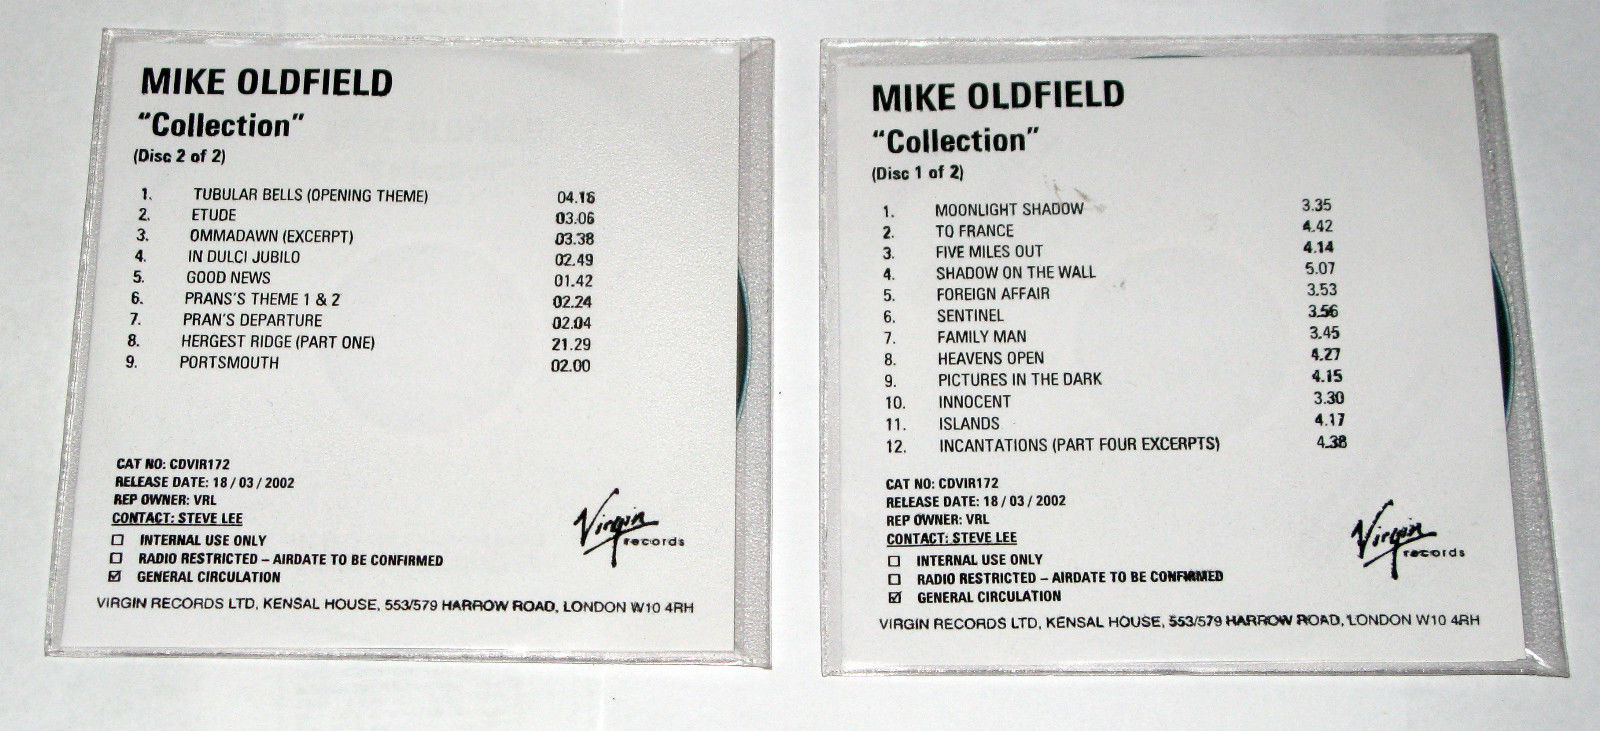 MIKE OLDFIELD
“Collection”
(Disc 2 of 2)
1. TUBULAR BELLS (OPENING THEME) 04.16
2. ETUDE 03.06
3. OMMADAWN (EXCERPT) 03.38
4. IN DULCI JUBILO 02.49
5. GOOD NEWS 01.42
6. PRANS'S THEME 1 & 2 02.24
7. PRAN'S DEPARTURE 02.04
8. HERGEST RIDGE (PART ONE) 21.29
9. PORTSMOUTH 02.00
CAT NO: CDVIR172
RELEASE DATE: 18 / 03 / 2002
REP OWNER: VRL
CONTACT: STEVE LEE
☐ INTERNAL USE ONLY
☐ RADIO RESTRICTED – AIRDATE TO BE CONFIRMED
☑ GENERAL CIRCULATION
Virgin records
VIRGIN RECORDS LTD, KENSAL HOUSE, 553/579 HARROW ROAD, LONDON W10 4RH
MIKE OLDFIELD
“Collection”
(Disc 1 of 2)
1. MOONLIGHT SHADOW 3.35
2. TO FRANCE 4.42
3. FIVE MILES OUT 4.14
4. SHADOW ON THE WALL 5.07
5. FOREIGN AFFAIR 3.53
6. SENTINEL 3.56
7. FAMILY MAN 3.45
8. HEAVENS OPEN 4.27
9. PICTURES IN THE DARK 4.15
10. INNOCENT 3.30
11. ISLANDS 4.17
12. INCANTATIONS (PART FOUR EXCERPTS) 4.38
CAT NO: CDVIR172
RELEASE DATE: 18 / 03 / 2002
REP OWNER: VRL
CONTACT: STEVE LEE
☐ INTERNAL USE ONLY
☐ RADIO RESTRICTED – AIRDATE TO BE CONFIRMED
☑ GENERAL CIRCULATION
Virgin records
VIRGIN RECORDS LTD, KENSAL HOUSE, 553/579 HARROW ROAD, LONDON W10 4RH